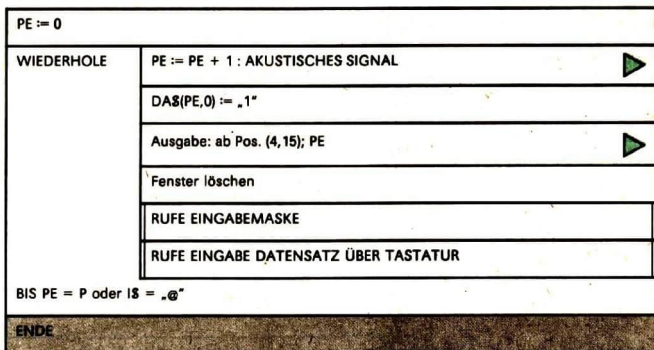 PE := 0
WIEDERHOLE
PE := PE + 1 : AKUSTISCHES SIGNAL
DA$(PE,0) := „1"
Ausgabe: ab Pos. (4,15); PE
Fenster löschen
RUFE EINGABEMASKE
RUFE EINGABE DATENSATZ ÜBER TASTATUR
BIS PE = P oder I$ = „@"
ENDE